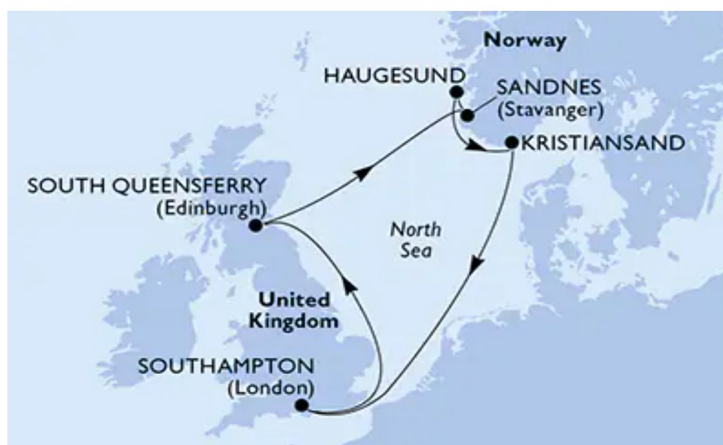 Norway
HAUGESUND
SANDNES
(Stavanger)
KRISTIANSAND
SOUTH QUEENSFERRY
(Edinburgh)
North
Sea
United
Kingdom
SOUTHAMPTON
(London)